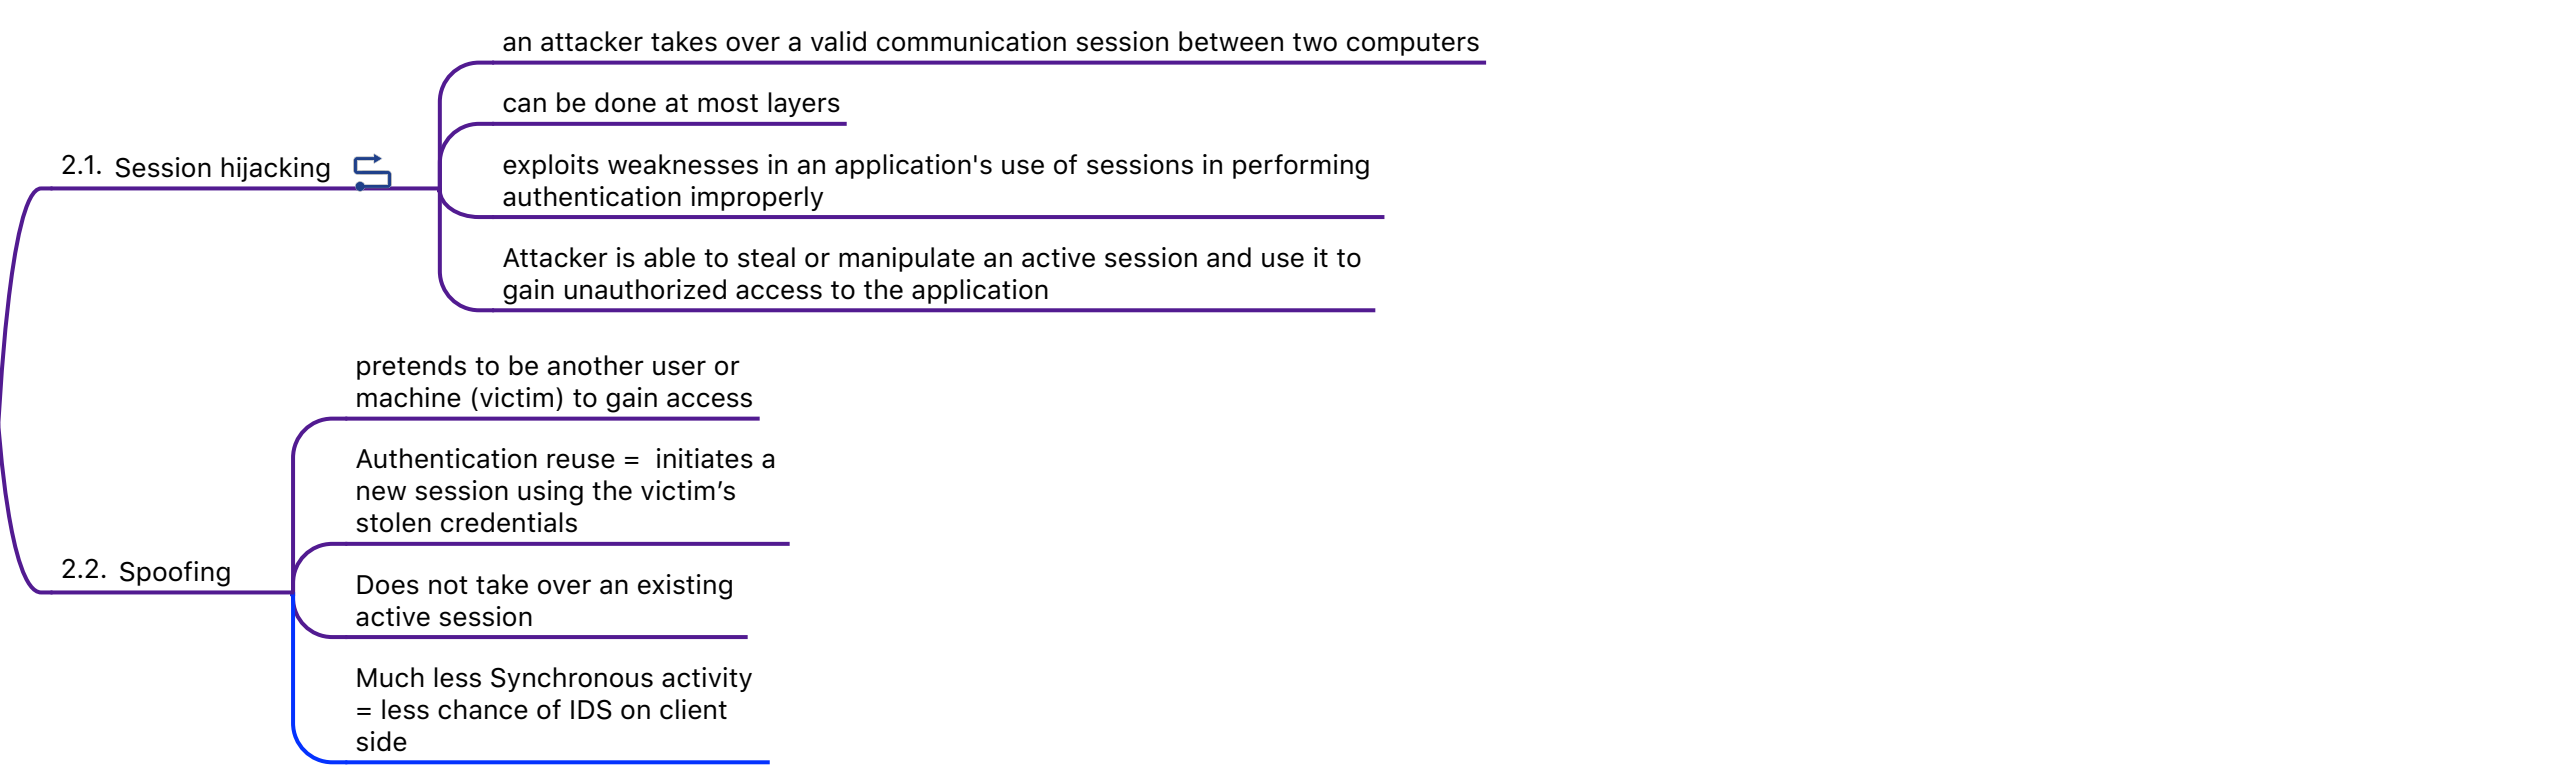 an attacker takes over a valid communication session between two computers
can be done at most layers
2.1. Session hijacking
exploits weaknesses in an application's use of sessions in performing
authentication improperly
Attacker is able to steal or manipulate an active session and use it to
gain unauthorized access to the application
pretends to be another user or
machine (victim) to gain access
Authentication reuse =  initiates a
new session using the victim’s
stolen credentials
2.2. Spoofing
Does not take over an existing
active session
Much less Synchronous activity
= less chance of IDS on client
side